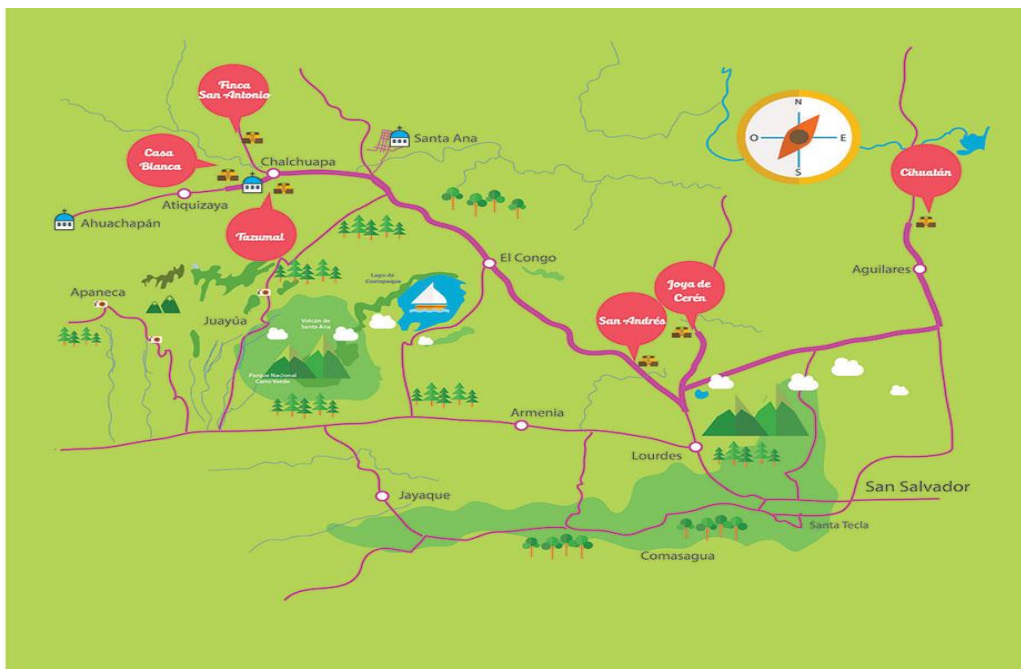 Finca
San Antonio
Casa
Blanca
Chalchuapa
Santa Ana
Atiquizaya
Ahuachapán
Tazumal
N
O
E
S
Cihuatán
Aguilares
El Congo
Lago de
Coatepeque
Joya de
Cerén
San Andrés
Apaneca
Juayúa
Volcán de
Santa Ana
Parque Nacional
Cerro Verde
Armenia
Lourdes
Jayaque
San Salvador
Santa Tecla
Comasagua